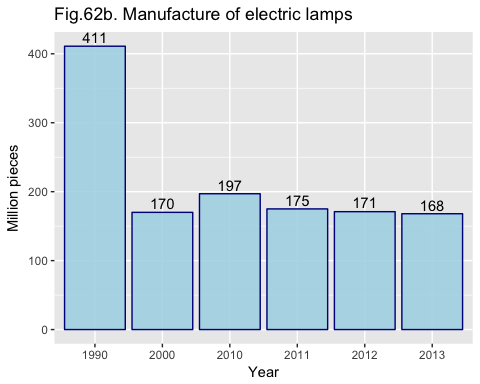 Fig.62b. Manufacture of electric lamps
411
400
300
200
100
0
170
197
175
171
168
Million pieces
1990 2000 2010 2011 2012 2013
Year